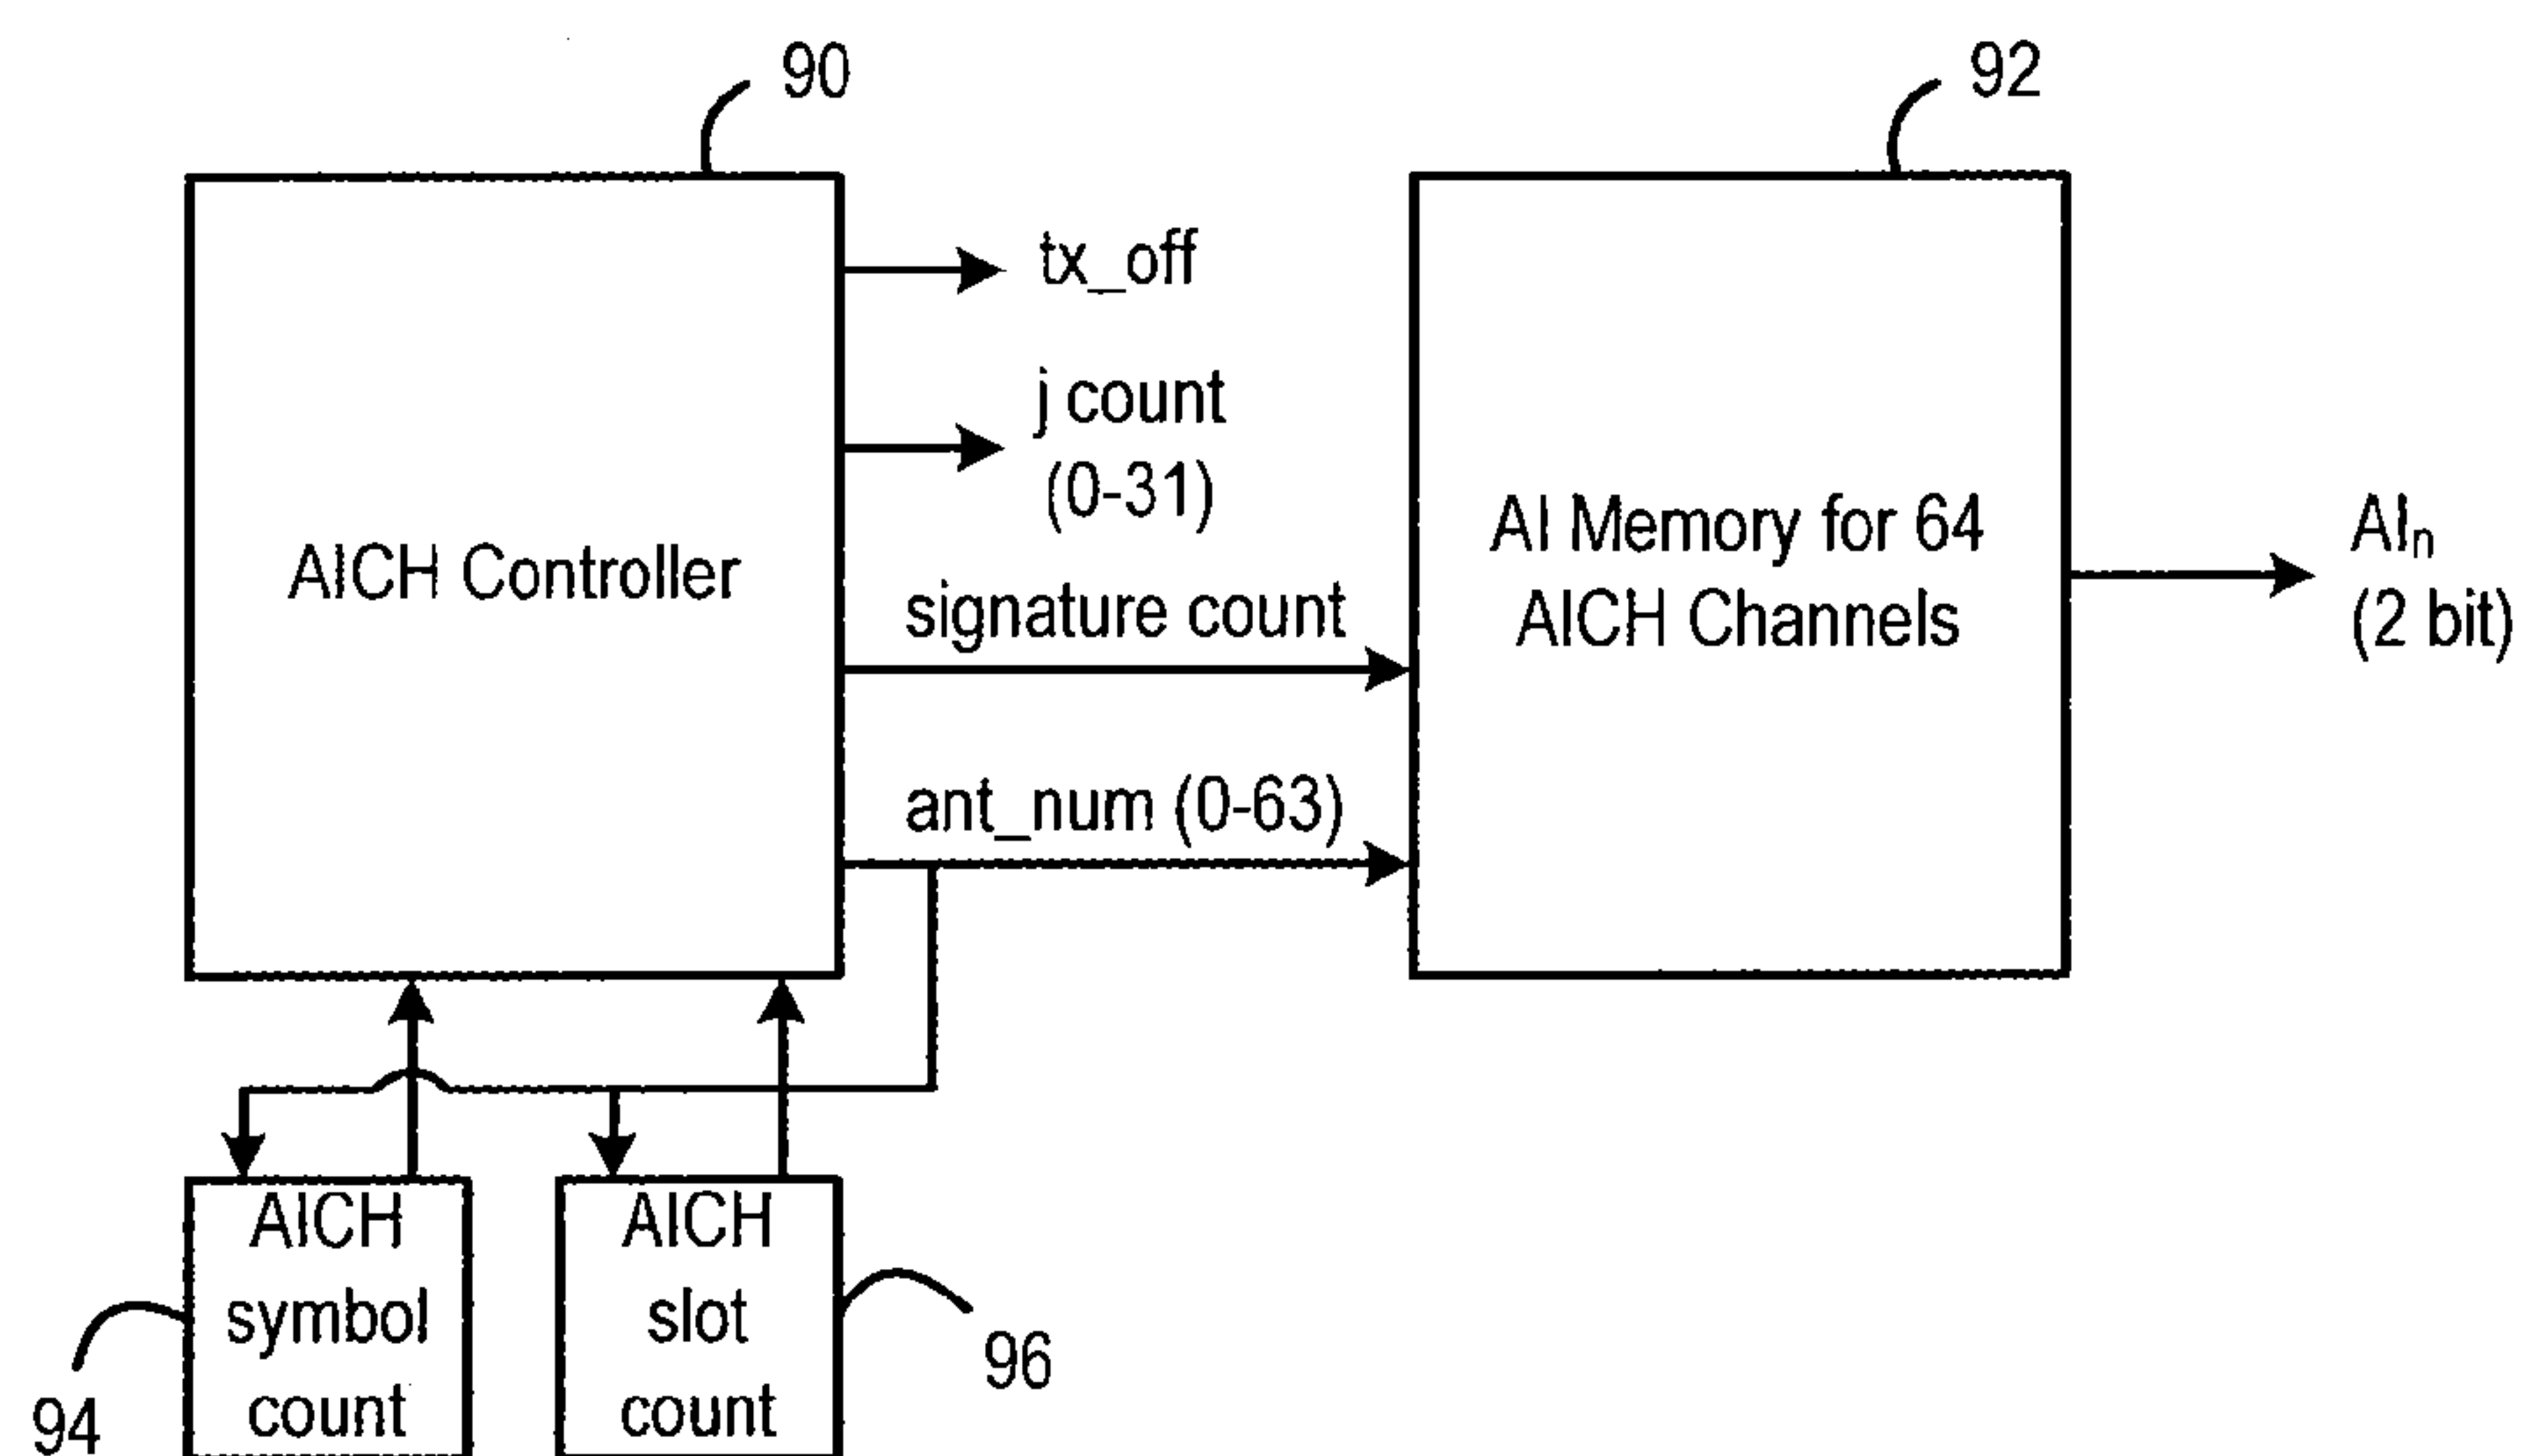 90
92
tx_off
j count
(0-31)
AICH Controller
signature count
ant_num (0-63)
AI Memory for 64
AICH Channels
AIn
(2 bit)
AICH
symbol
count
94
AICH
slot
count
96